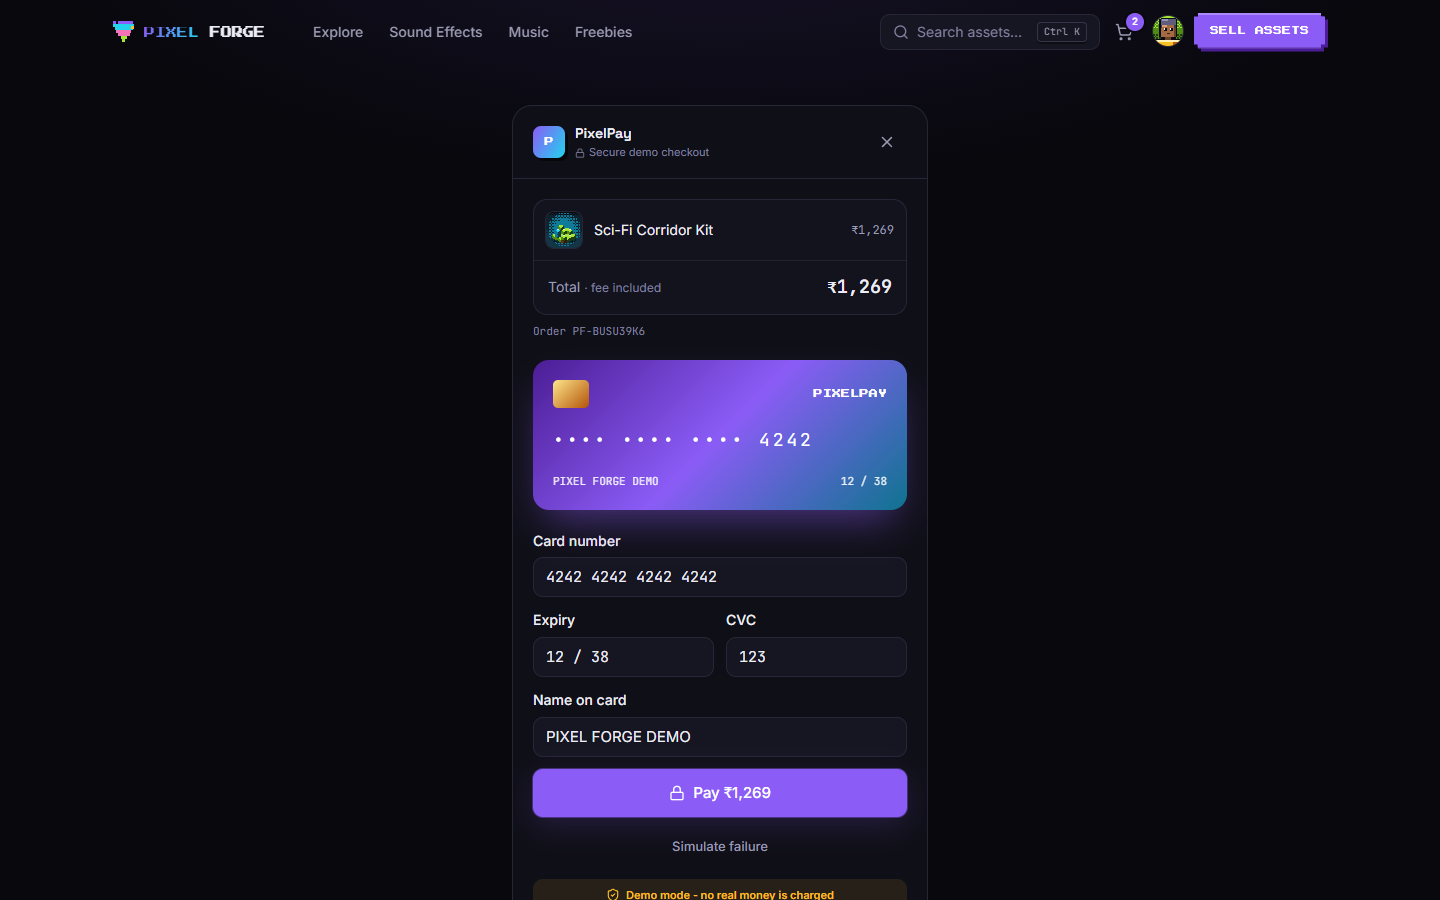 PIXEL FORGE Explore Sound Effects Music Freebies Search assets... Ctrl K 2 SELL ASSETS
P PixelPay
Secure demo checkout
Sci-Fi Corridor Kit ₹1,269
Total · fee included ₹1,269
Order PF-BUSU39K6
PIXELPAY
•••• •••• •••• 4242
PIXEL FORGE DEMO 12 / 38
Card number
4242 4242 4242 4242
Expiry CVC
12 / 38 123
Name on card
PIXEL FORGE DEMO
Pay ₹1,269
Simulate failure
Demo mode - no real money is charged